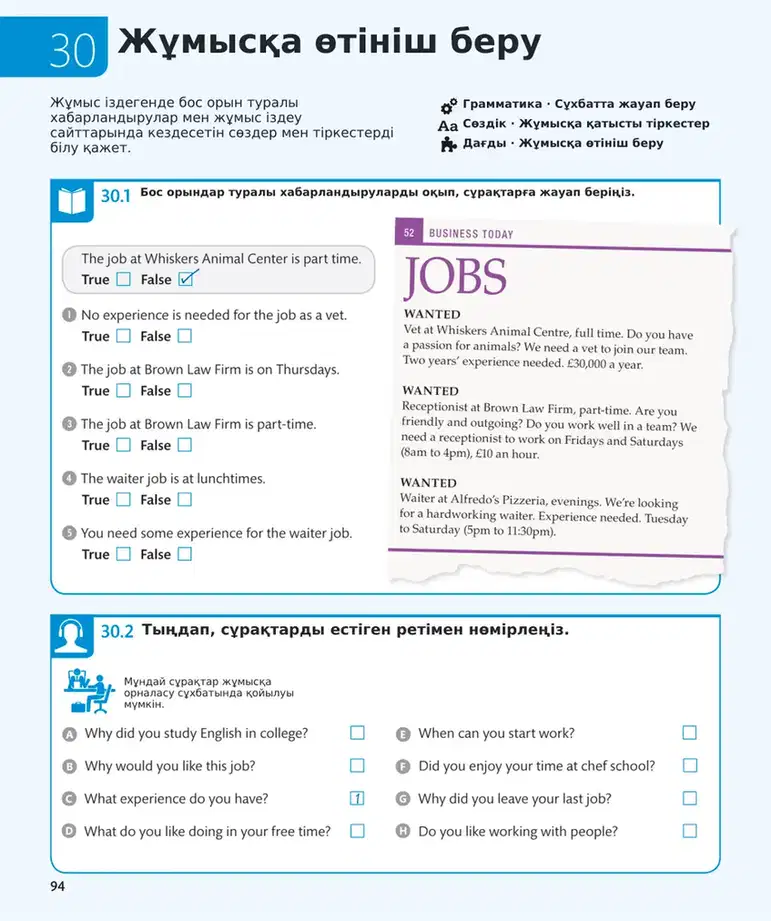 30 Жұмысқа өтініш беру
Жұмыс іздегенде бос орын туралы
хабарландырулар мен жұмыс іздеу
сайттарында кездесетін сөздер мен тіркестерді
білу қажет.
Грамматика · Сұхбатта жауап беру
Aa Сөздік · Жұмысқа қатысты тіркестер
Дағды · Жұмысқа өтініш беру
30.1 Бос орындар туралы хабарландыруларды оқып, сұрақтарға жауап беріңіз.
The job at Whiskers Animal Center is part time.
True False
1 No experience is needed for the job as a vet.
True False
2 The job at Brown Law Firm is on Thursdays.
True False
3 The job at Brown Law Firm is part-time.
True False
4 The waiter job is at lunchtimes.
True False
5 You need some experience for the waiter job.
True False
52 BUSINESS TODAY
JOBS
WANTED
Vet at Whiskers Animal Centre, full time. Do you have
a passion for animals? We need a vet to join our team.
Two years' experience needed. £30,000 a year.
WANTED
Receptionist at Brown Law Firm, part-time. Are you
friendly and outgoing? Do you work well in a team? We
need a receptionist to work on Fridays and Saturdays
(8am to 4pm), £10 an hour.
WANTED
Waiter at Alfredo's Pizzeria, evenings. We're looking
for a hardworking waiter. Experience needed. Tuesday
to Saturday (5pm to 11:30pm).
30.2 Тыңдап, сұрақтарды естіген ретімен нөмірлеңіз.
Мұндай сұрақтар жұмысқа
орналасу сұхбатында қойылуы
мүмкін.
A Why did you study English in college?
B Why would you like this job?
C What experience do you have? 1
D What do you like doing in your free time?
E When can you start work?
F Did you enjoy your time at chef school?
G Why did you leave your last job?
H Do you like working with people?
94